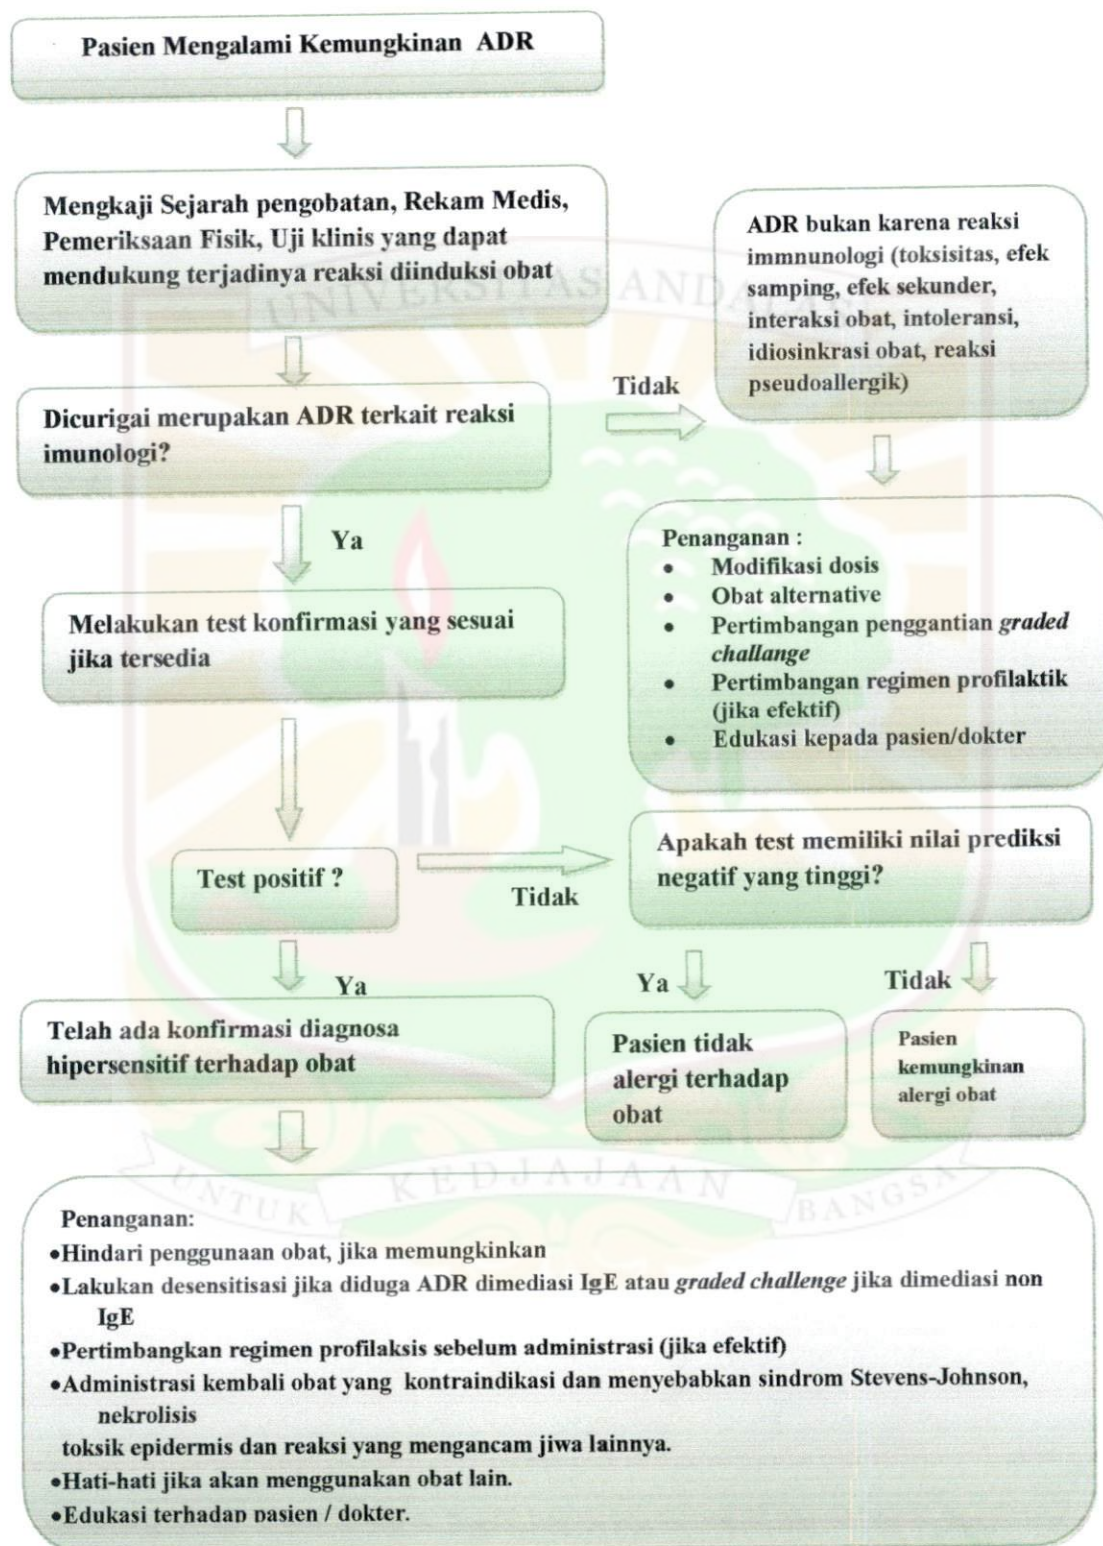 Pasien Mengalami Kemungkinan ADR
Mengkaji Sejarah pengobatan, Rekam Medis,
Pemeriksaan Fisik, Uji klinis yang dapat
mendukung terjadinya reaksi diinduksi obat
ADR bukan karena reaksi
immnunologi (toksisitas, efek
samping, efek sekunder,
interaksi obat, intoleransi,
idiosinkrasi obat, reaksi
pseudoallergik)
Dicurigai merupakan ADR terkait reaksi
imunologi?
Tidak
Ya
Penanganan :
• Modifikasi dosis
• Obat alternative
• Pertimbangan penggantian graded
challange
• Pertimbangan regimen profilaktik
(jika efektif)
• Edukasi kepada pasien/dokter
Melakukan test konfirmasi yang sesuai
jika tersedia
Test positif ?
Tidak
Apakah test memiliki nilai prediksi
negatif yang tinggi?
Ya
Ya
Tidak
Telah ada konfirmasi diagnosa
hipersensitif terhadap obat
Pasien tidak
alergi terhadap
obat
Pasien
kemungkinan
alergi obat
Penanganan:
•Hindari penggunaan obat, jika memungkinkan
•Lakukan desensitisasi jika diduga ADR dimediasi IgE atau graded challenge jika dimediasi non
IgE
•Pertimbangkan regimen profilaksis sebelum administrasi (jika efektif)
•Administrasi kembali obat yang kontraindikasi dan menyebabkan sindrom Stevens-Johnson,
nekrolisis
toksik epidermis dan reaksi yang mengancam jiwa lainnya.
•Hati-hati jika akan menggunakan obat lain.
•Edukasi terhadap pasien / dokter.
UNIVERSITAS ANDALAS
UNTUK KEDJAJAAN BANGSA